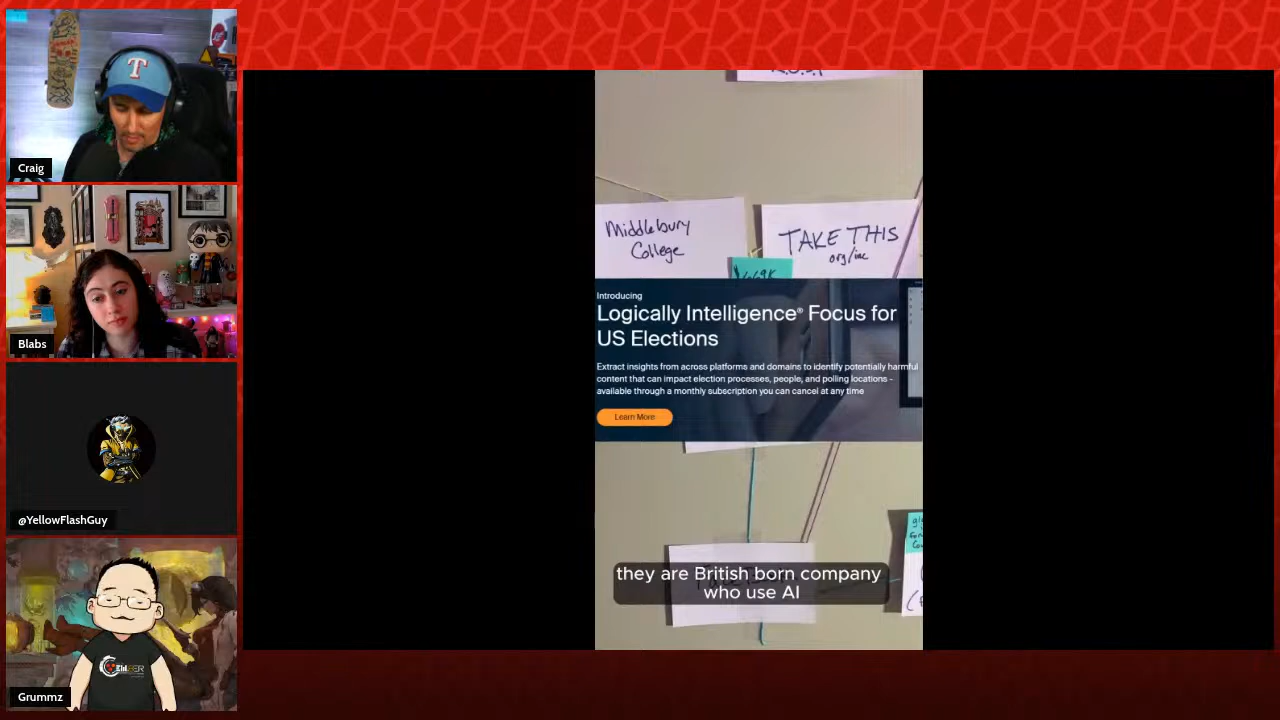 T
Craig
Blabs
@YellowFlashGuy
Grummz
Middlebury
College
TAKE THIS
org/inc
Introducing
Logically Intelligence® Focus for
US Elections
Extract insights from across platforms and domains to identify potentially harmful
content that can impact election processes, people, and polling locations -
available through a monthly subscription you can cancel at any time
Learn More
they are British born company
who use AI